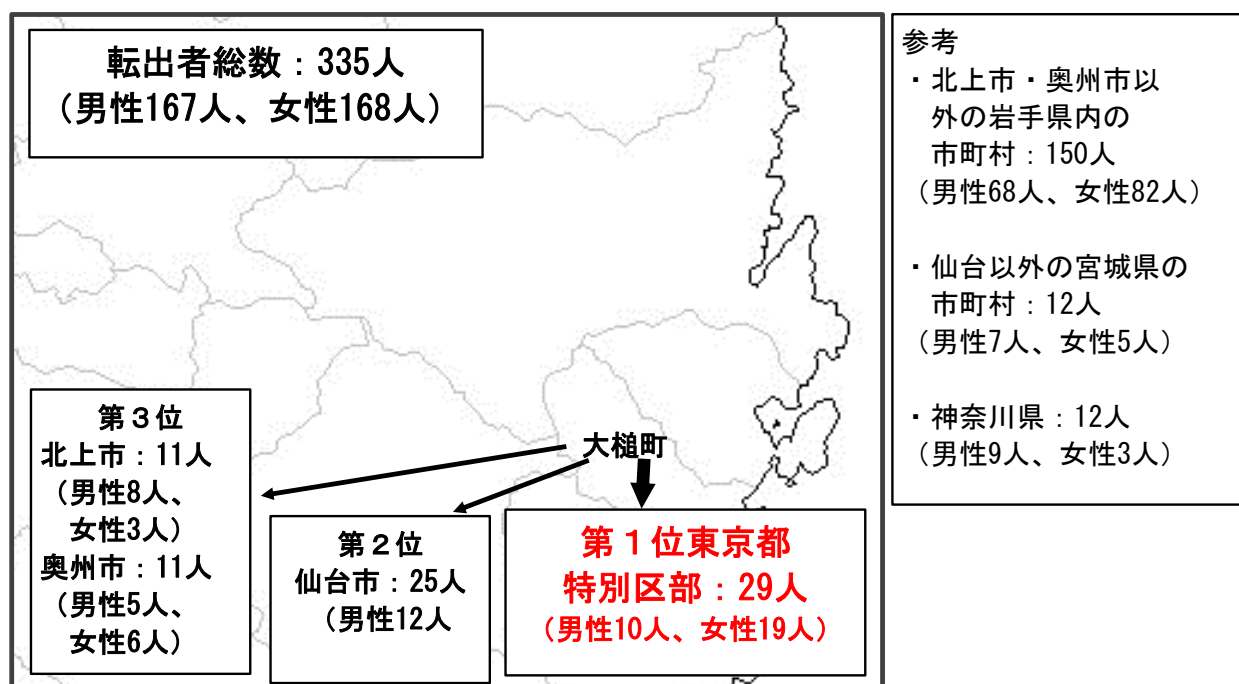 転出者総数：335人
（男性167人、女性168人）
大槌町
第１位東京都
特別区部：29人
（男性10人、女性19人）
第２位
仙台市：25人
（男性12人
第３位
北上市：11人
（男性8人、
女性3人）
奥州市：11人
（男性5人、
女性6人）
参考
・北上市・奥州市以
外の岩手県内の
市町村：150人
（男性68人、女性82人）
・仙台以外の宮城県の
市町村：12人
（男性7人、女性5人）
・神奈川県：12人
（男性9人、女性3人）